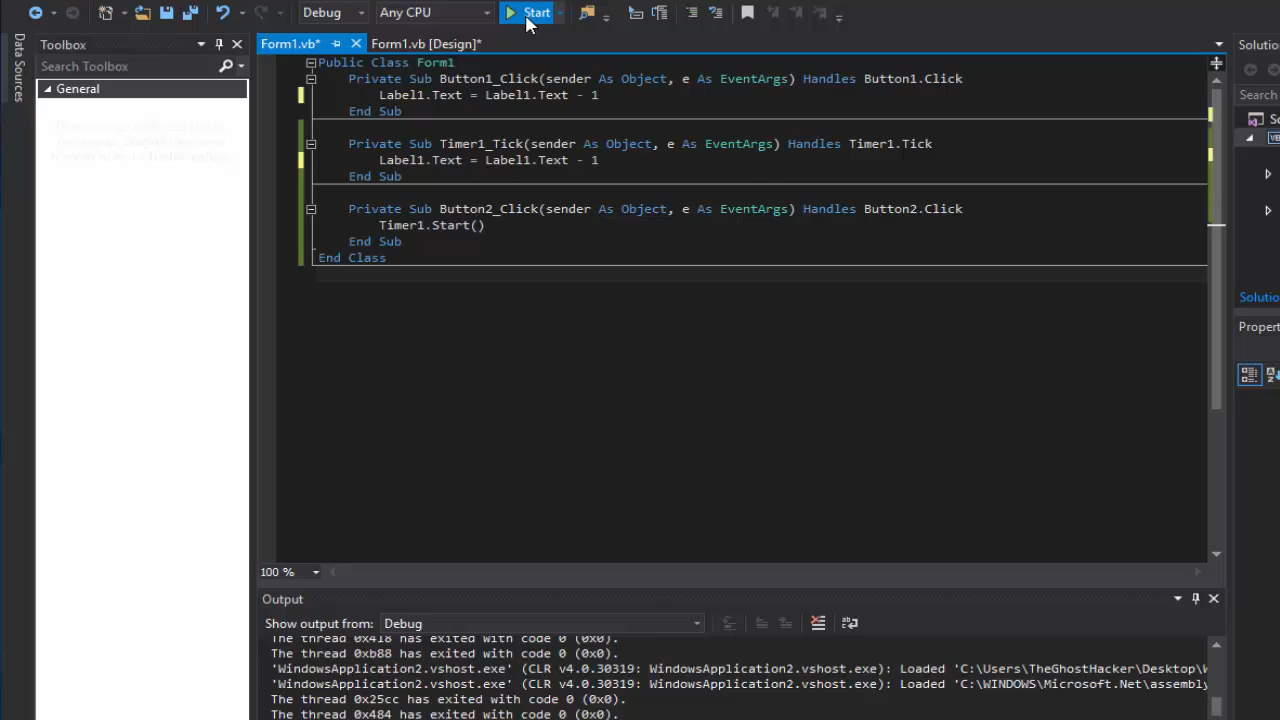 Debug
Any CPU
Start
Data Sources
Toolbox
Search Toolbox
General
Form1.vb*
Form1.vb [Design]*
Public Class Form1
Private Sub Button1_Click(sender As Object, e As EventArgs) Handles Button1.Click
Label1.Text = Label1.Text - 1
End Sub
Private Sub Timer1_Tick(sender As Object, e As EventArgs) Handles Timer1.Tick
Label1.Text = Label1.Text - 1
End Sub
Private Sub Button2_Click(sender As Object, e As EventArgs) Handles Button2.Click
Timer1.Start()
End Sub
End Class
100 %
Output
Show output from:
Debug
The thread 0x418 has exited with code 0 (0x0).
The thread 0xb88 has exited with code 0 (0x0).
'WindowsApplication2.vshost.exe' (CLR v4.0.30319: WindowsApplication2.vshost.exe): Loaded 'C:\Users\TheGhostHacker\Desktop\
'WindowsApplication2.vshost.exe' (CLR v4.0.30319: WindowsApplication2.vshost.exe): Loaded 'C:\WINDOWS\Microsoft.Net\assembly
The thread 0x25cc has exited with code 0 (0x0).
The thread 0x484 has exited with code 0 (0x0).
Solutio
Search
So
VB
Solutio
Propert